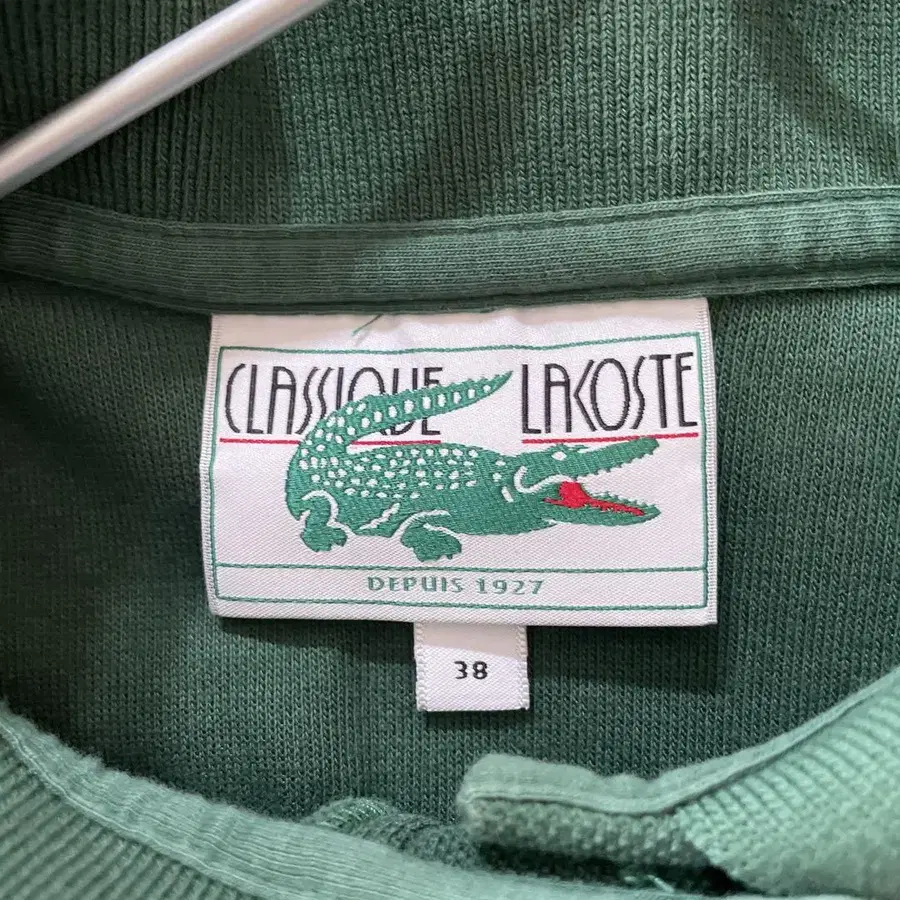 CLASSIQUE LACOSTE
DEPUIS 1927
38